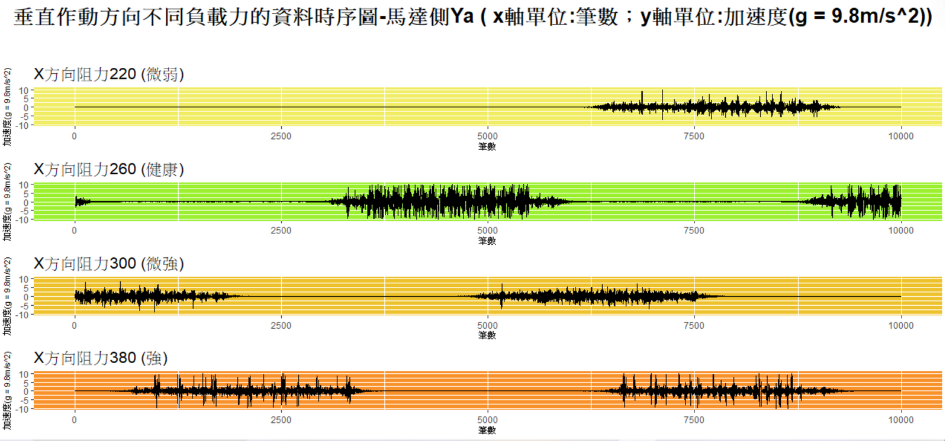 垂直作動方向不同負載力的資料時序圖-馬達側Ya ( x軸單位:筆數；y軸單位:加速度(g = 9.8m/s^2))
X方向阻力220 (微弱)
加速度(g = 9.8m/s^2)
10
5
0
-5
-10
0 2500 5000 7500 10000
筆數
X方向阻力260 (健康)
加速度(g = 9.8m/s^2)
10
5
0
-5
-10
0 2500 5000 7500 10000
筆數
X方向阻力300 (微強)
加速度(g = 9.8m/s^2)
10
5
0
-5
-10
0 2500 5000 7500 10000
筆數
X方向阻力380 (強)
加速度(g = 9.8m/s^2)
10
5
0
-5
-10
0 2500 5000 7500 10000
筆數